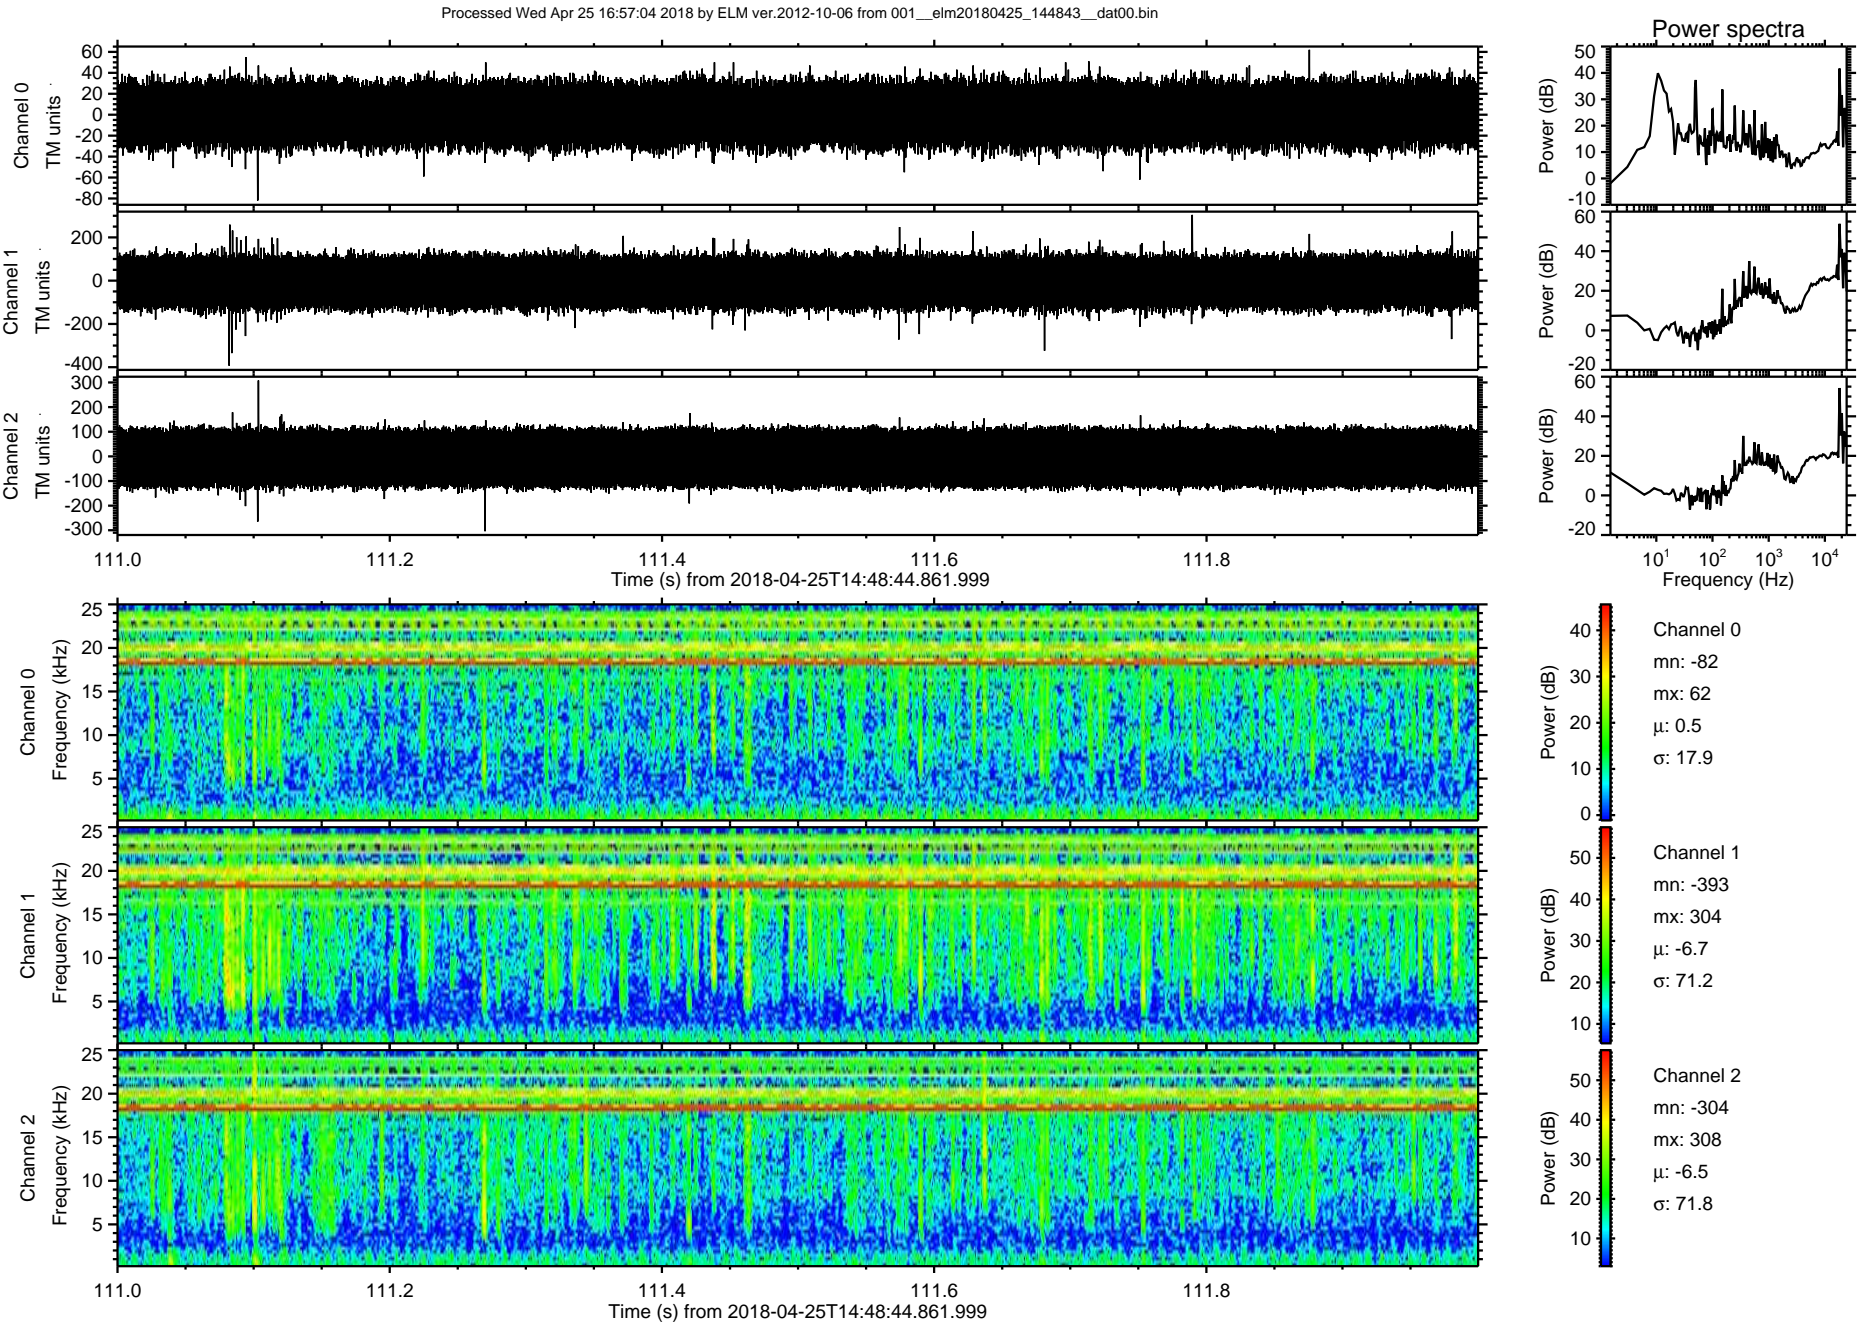 Processed Wed Apr 25 16:57:04 2018 by ELM ver.2012-10-06 from 001__elm20180425_144843__dat00.bin
Power spectra
Channel 0
TM units
60
40
20
0
-20
-40
-60
-80
Power (dB)
50
40
30
20
10
0
-10
Channel 1
TM units
200
0
-200
-400
Power (dB)
60
40
20
0
-20
Channel 2
TM units
300
200
100
0
-100
-200
-300
Power (dB)
60
40
20
0
-20
111.0 111.2 111.4 111.6 111.8
Time (s) from 2018-04-25T14:48:44.861.999
10^1 10^2 10^3 10^4
Frequency (Hz)
Channel 0
Frequency (kHz)
25
20
15
10
5
Power (dB)
40
30
20
10
0
Channel 0
mn: -82
mx: 62
μ: 0.5
σ: 17.9
Channel 1
Frequency (kHz)
25
20
15
10
5
Power (dB)
50
40
30
20
10
Channel 1
mn: -393
mx: 304
μ: -6.7
σ: 71.2
Channel 2
Frequency (kHz)
25
20
15
10
5
Power (dB)
50
40
30
20
10
Channel 2
mn: -304
mx: 308
μ: -6.5
σ: 71.8
111.0 111.2 111.4 111.6 111.8
Time (s) from 2018-04-25T14:48:44.861.999